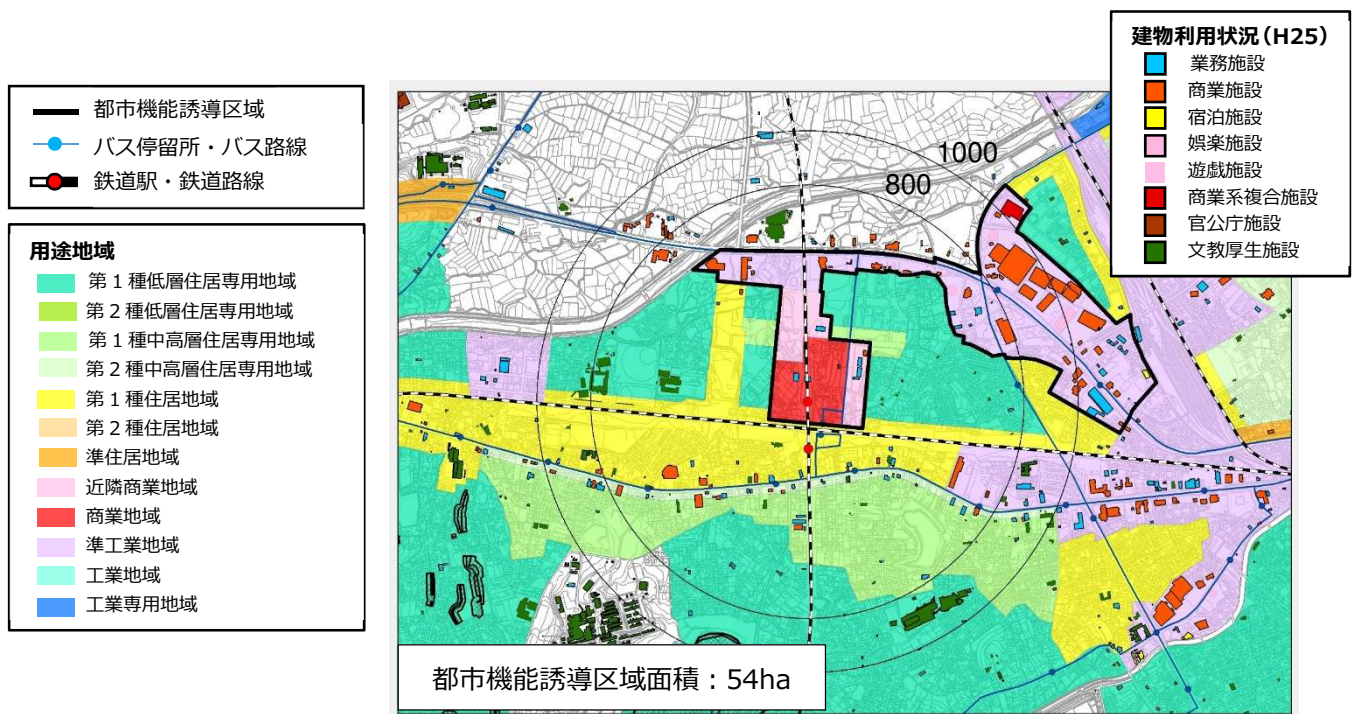 建物利用状況（H25）
業務施設
商業施設
宿泊施設
娯楽施設
遊戯施設
商業系複合施設
官公庁施設
文教厚生施設
都市機能誘導区域
バス停留所・バス路線
鉄道駅・鉄道路線
用途地域
第１種低層住居専用地域
第２種低層住居専用地域
第１種中高層住居専用地域
第２種中高層住居専用地域
第１種住居地域
第２種住居地域
準住居地域
近隣商業地域
商業地域
準工業地域
工業地域
工業専用地域
1000
800
都市機能誘導区域面積：54ha